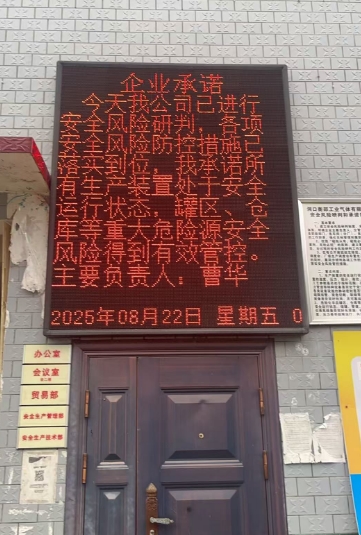 企业承诺
今天我公司已进行
安全风险研判，各项
安全风险防控措施已
落实到位，我承诺所
有生产装置处于安全
运行状态，罐区、仓
库等重大危险源安全
风险得到有效管控。
主要负责人：曹华
2025年08月22日 星期五 0
办公室
会议室
贸易部
安全生产管理部
安全生产技术部